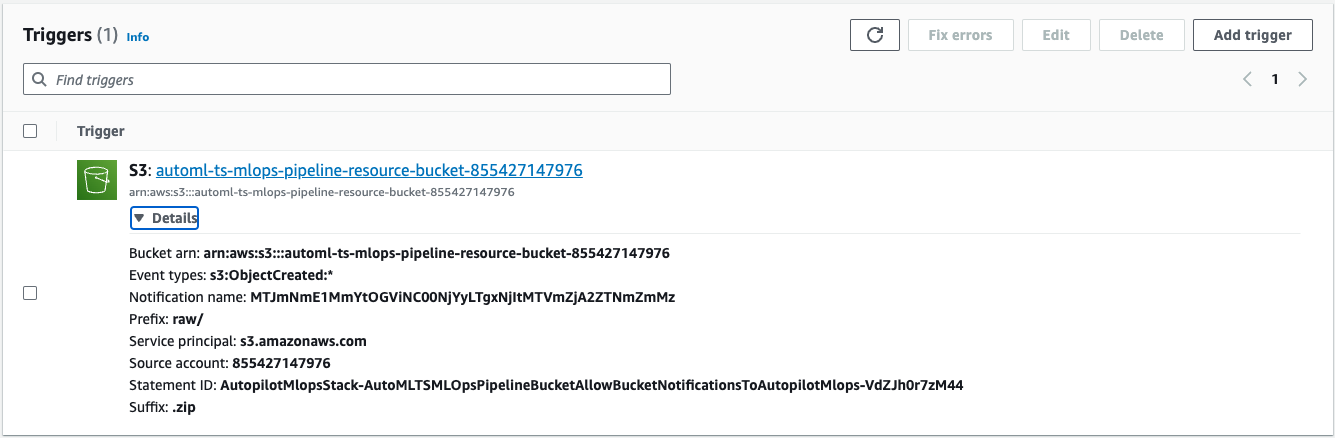 Triggers (1) Info
Fix errors
Edit
Delete
Add trigger
Find triggers
1
Trigger
S3: automl-ts-mlops-pipeline-resource-bucket-855427147976
arn:aws:s3:::automl-ts-mlops-pipeline-resource-bucket-855427147976
Details
Bucket arn: arn:aws:s3:::automl-ts-mlops-pipeline-resource-bucket-855427147976
Event types: s3:ObjectCreated:*
Notification name: MTJmNmE1MmYtOGViNC00NjYyLTgxNjItMTVmZjA2ZTNmZmMz
Prefix: raw/
Service principal: s3.amazonaws.com
Source account: 855427147976
Statement ID: AutopilotMlopsStack-AutoMLTSMLOpsPipelineBucketAllowBucketNotificationsToAutopilotMlops-VdZJh0r7zM44
Suffix: .zip